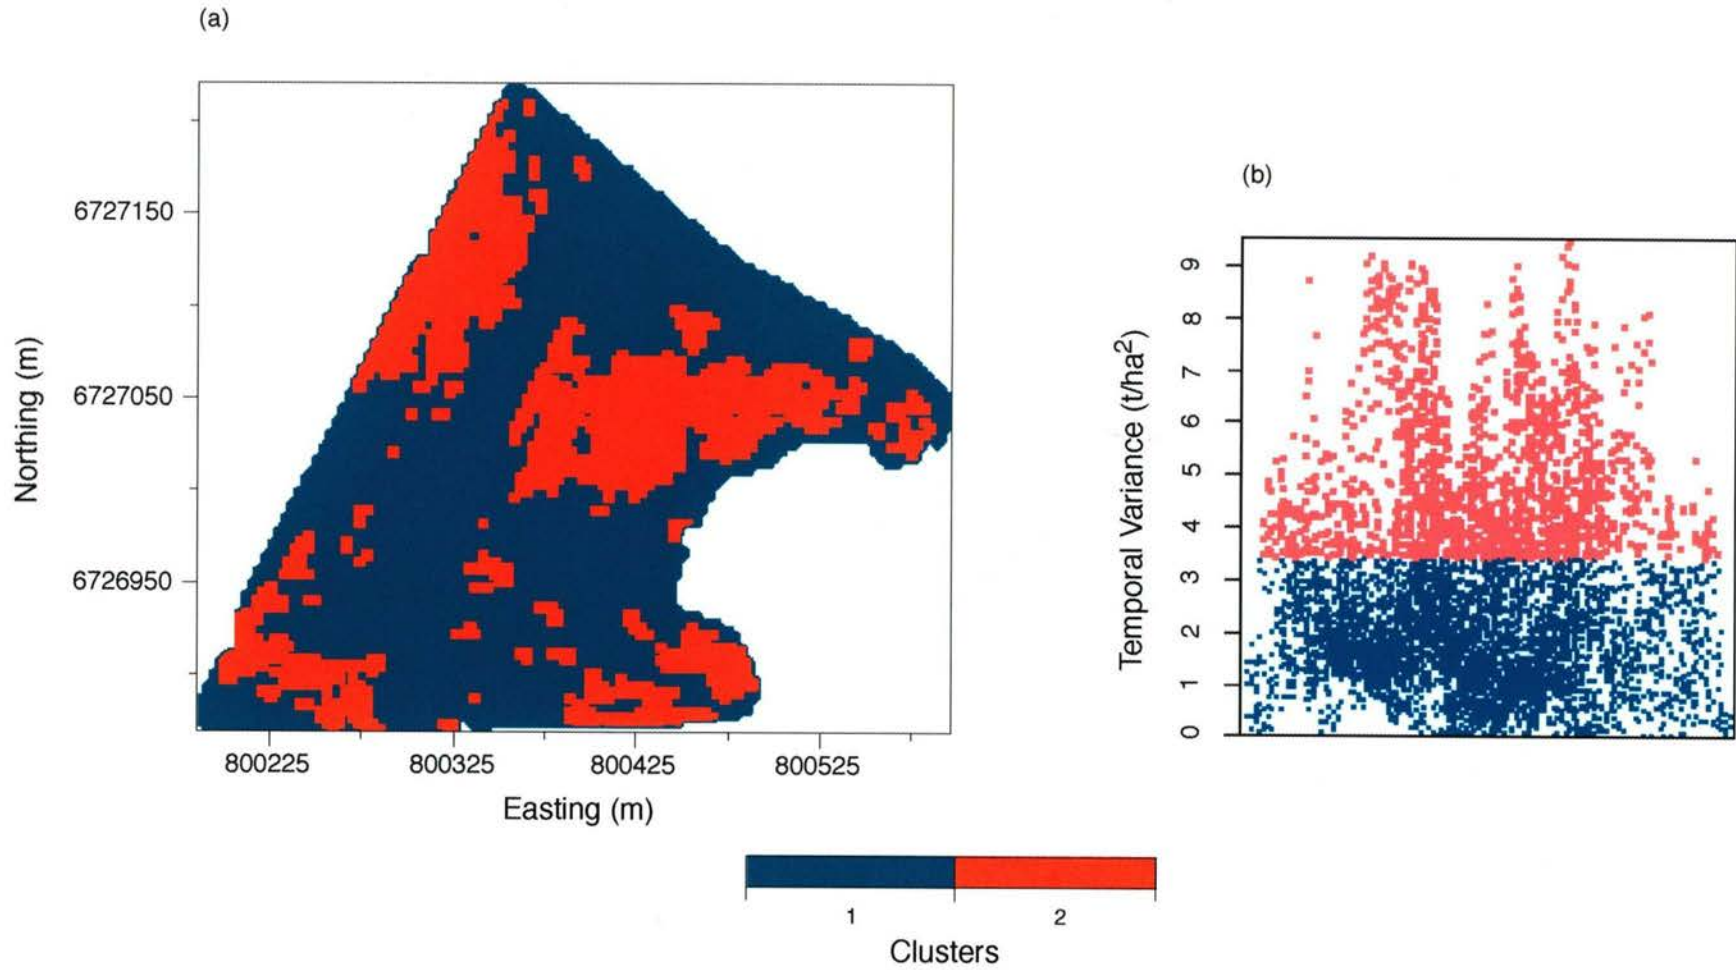 (a)
Northing (m)
6727150
6727050
6726950
800225 800325 800425 800525
Easting (m)
(b)
Temporal Variance (t/ha²)
9
8
7
6
5
4
3
2
1
0
1 2
Clusters